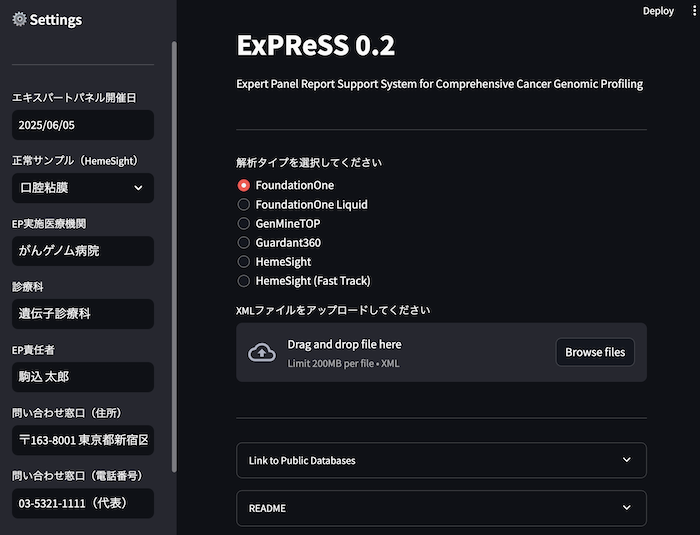 Settings
エキスパートパネル開催日
2025/06/05
正常サンプル（HemeSight）
口腔粘膜
EP実施医療機関
がんゲノム病院
診療科
遺伝子診療科
EP責任者
駒込 太郎
問い合わせ窓口（住所）
〒163-8001 東京都新宿区
問い合わせ窓口（電話番号）
03-5321-1111（代表）
Deploy
ExPReSS 0.2
Expert Panel Report Support System for Comprehensive Cancer Genomic Profiling
解析タイプを選択してください
FoundationOne
FoundationOne Liquid
GenMineTOP
Guardant360
HemeSight
HemeSight (Fast Track)
XMLファイルをアップロードしてください
Drag and drop file here
Limit 200MB per file • XML
Browse files
Link to Public Databases
README